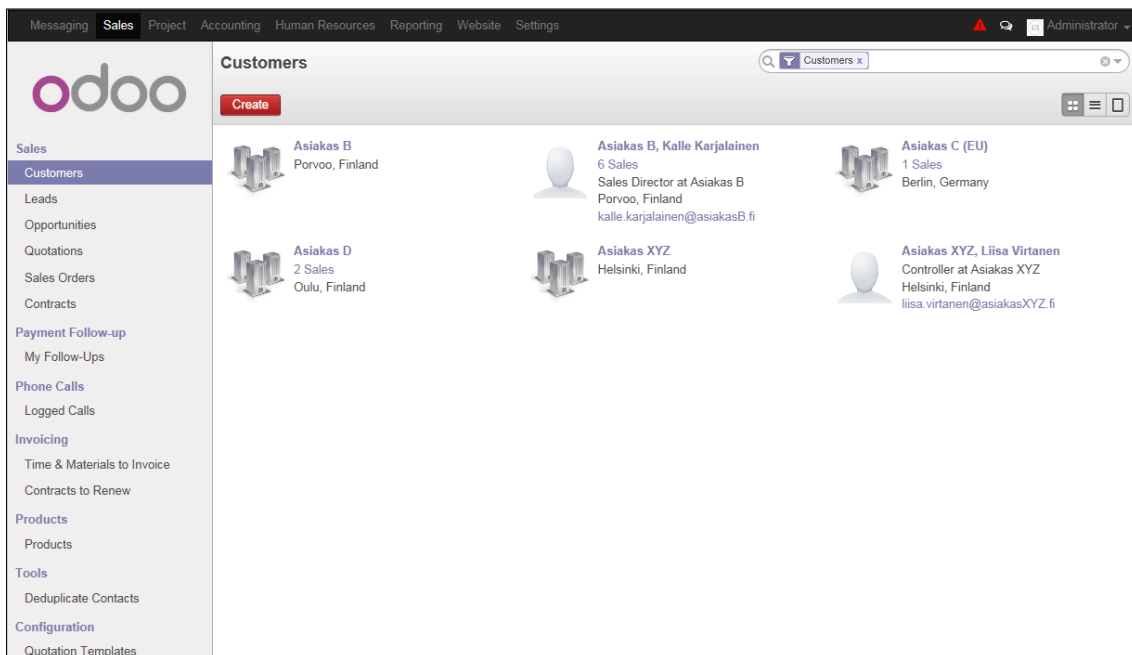 Messaging Sales Project Accounting Human Resources Reporting Website Settings Administrator
odoo
Customers
Customers x
Create
Sales
Customers
Leads
Opportunities
Quotations
Sales Orders
Contracts
Payment Follow-up
My Follow-Ups
Phone Calls
Logged Calls
Invoicing
Time & Materials to Invoice
Contracts to Renew
Products
Products
Tools
Deduplicate Contacts
Configuration
Quotation Templates
Asiakas B
Porvoo, Finland
Asiakas B, Kalle Karjalainen
6 Sales
Sales Director at Asiakas B
Porvoo, Finland
kalle.karjalainen@asiakasB.fi
Asiakas C (EU)
1 Sales
Berlin, Germany
Asiakas D
2 Sales
Oulu, Finland
Asiakas XYZ
Helsinki, Finland
Asiakas XYZ, Liisa Virtanen
Controller at Asiakas XYZ
Helsinki, Finland
liisa.virtanen@asiakasXYZ.fi